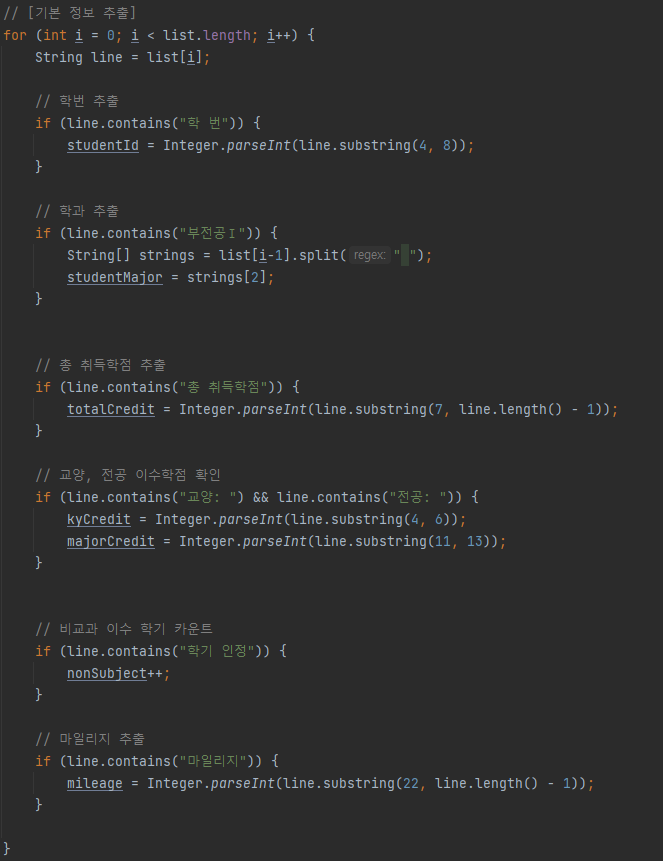 // [기본 정보 추출]
for (int i = 0; i < list.length; i++) {
    String line = list[i];

    // 학번 추출
    if (line.contains("학 번")) {
        studentId = Integer.parseInt(line.substring(4, 8));
    }

    // 학과 추출
    if (line.contains("부전공Ⅰ")) {
        String[] strings = list[i-1].split( regex: " ");
        studentMajor = strings[2];
    }


    // 총 취득학점 추출
    if (line.contains("총 취득학점")) {
        totalCredit = Integer.parseInt(line.substring(7, line.length() - 1));
    }

    // 교양, 전공 이수학점 확인
    if (line.contains("교양: ") && line.contains("전공: ")) {
        kyCredit = Integer.parseInt(line.substring(4, 6));
        majorCredit = Integer.parseInt(line.substring(11, 13));
    }


    // 비교과 이수 학기 카운트
    if (line.contains("학기 인정")) {
        nonSubject++;
    }

    // 마일리지 추출
    if (line.contains("마일리지")) {
        mileage = Integer.parseInt(line.substring(22, line.length() - 1));
    }

}